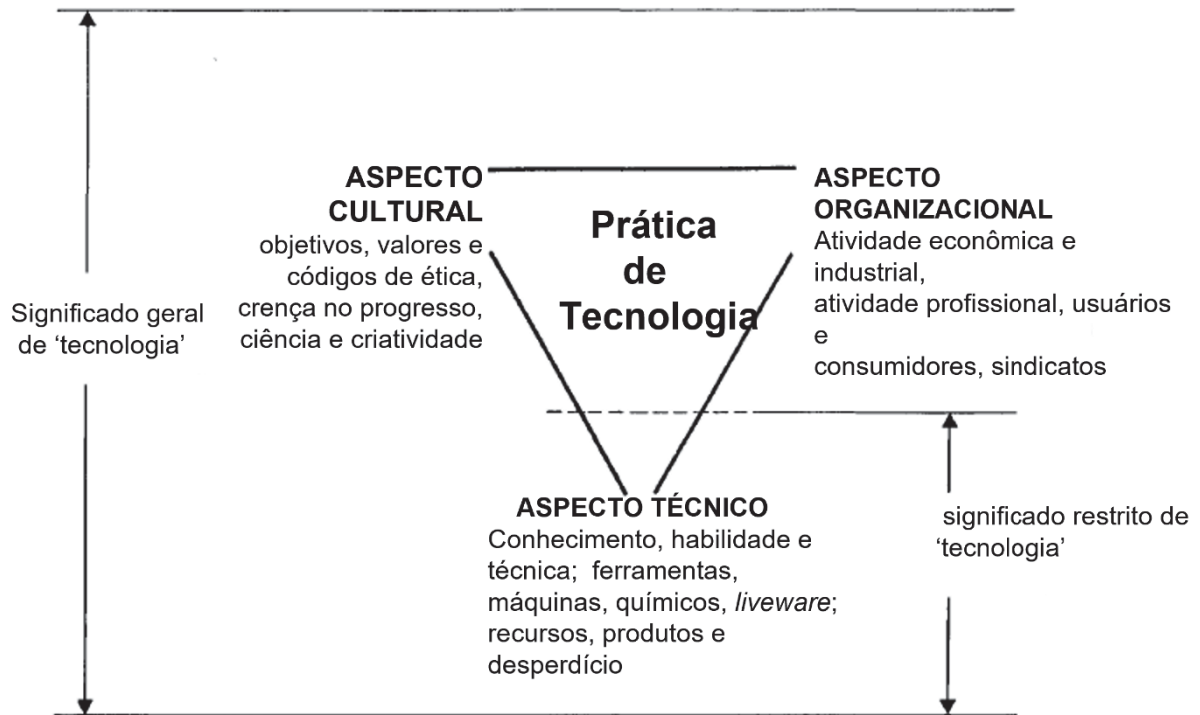 ASPECTO
CULTURAL
objetivos, valores e
códigos de ética,
crença no progresso,
ciência e criatividade
Prática
de
Tecnologia
ASPECTO
ORGANIZACIONAL
Atividade econômica e
industrial,
atividade profissional, usuários
e
consumidores, sindicatos
Significado geral
de ‘tecnologia’
ASPECTO TÉCNICO
Conhecimento, habilidade e
técnica; ferramentas,
máquinas, químicos, liveware;
recursos, produtos e
desperdício
significado restrito de
‘tecnologia’